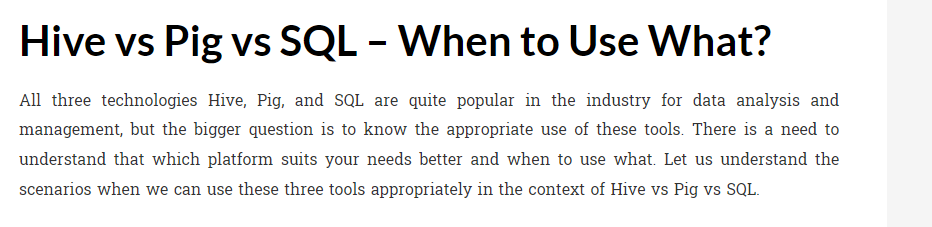 Hive vs Pig vs SQL – When to Use What?
All three technologies Hive, Pig, and SQL are quite popular in the industry for data analysis and
management, but the bigger question is to know the appropriate use of these tools. There is a need to
understand that which platform suits your needs better and when to use what. Let us understand the
scenarios when we can use these three tools appropriately in the context of Hive vs Pig vs SQL.